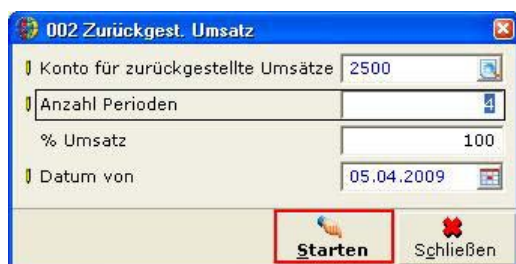 002 Zurückgest. Umsatz
Konto für zurückgestellte Umsätze 2500
Anzahl Perioden 4
% Umsatz 100
Datum von 05.04.2009
Starten Schließen